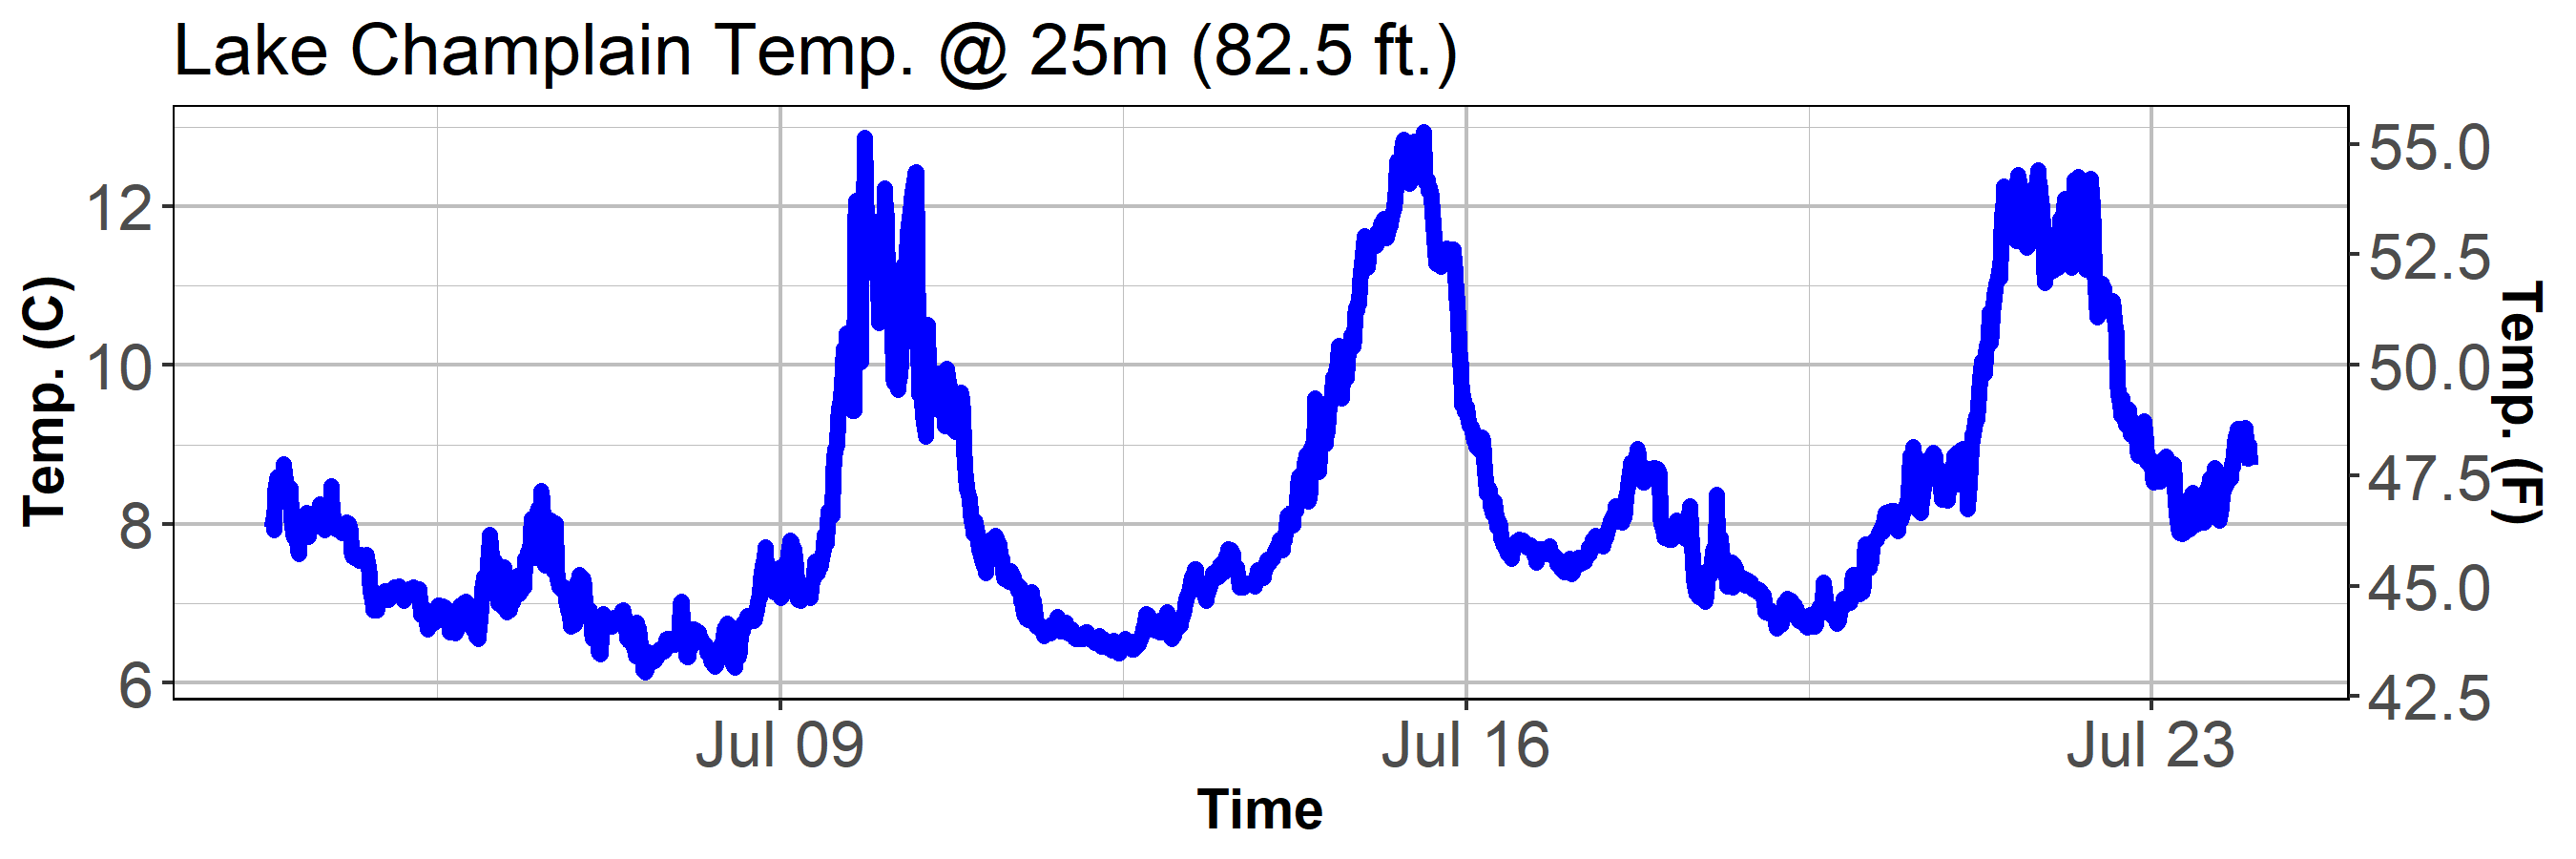 Lake Champlain Temp. @ 25m (82.5 ft.)
12
10
8
6
Temp. (C)
55.0
52.5
50.0
47.5
45.0
42.5
Temp. (F)
Jul 09
Jul 16
Jul 23
Time